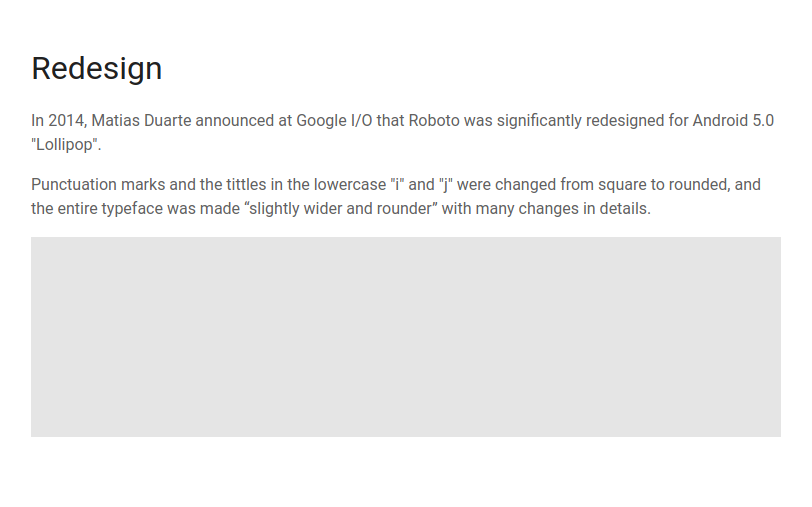 Redesign
In 2014, Matias Duarte announced at Google I/O that Roboto was significantly redesigned for Android 5.0
"Lollipop".
Punctuation marks and the tittles in the lowercase "i" and "j" were changed from square to rounded, and
the entire typeface was made “slightly wider and rounder” with many changes in details.